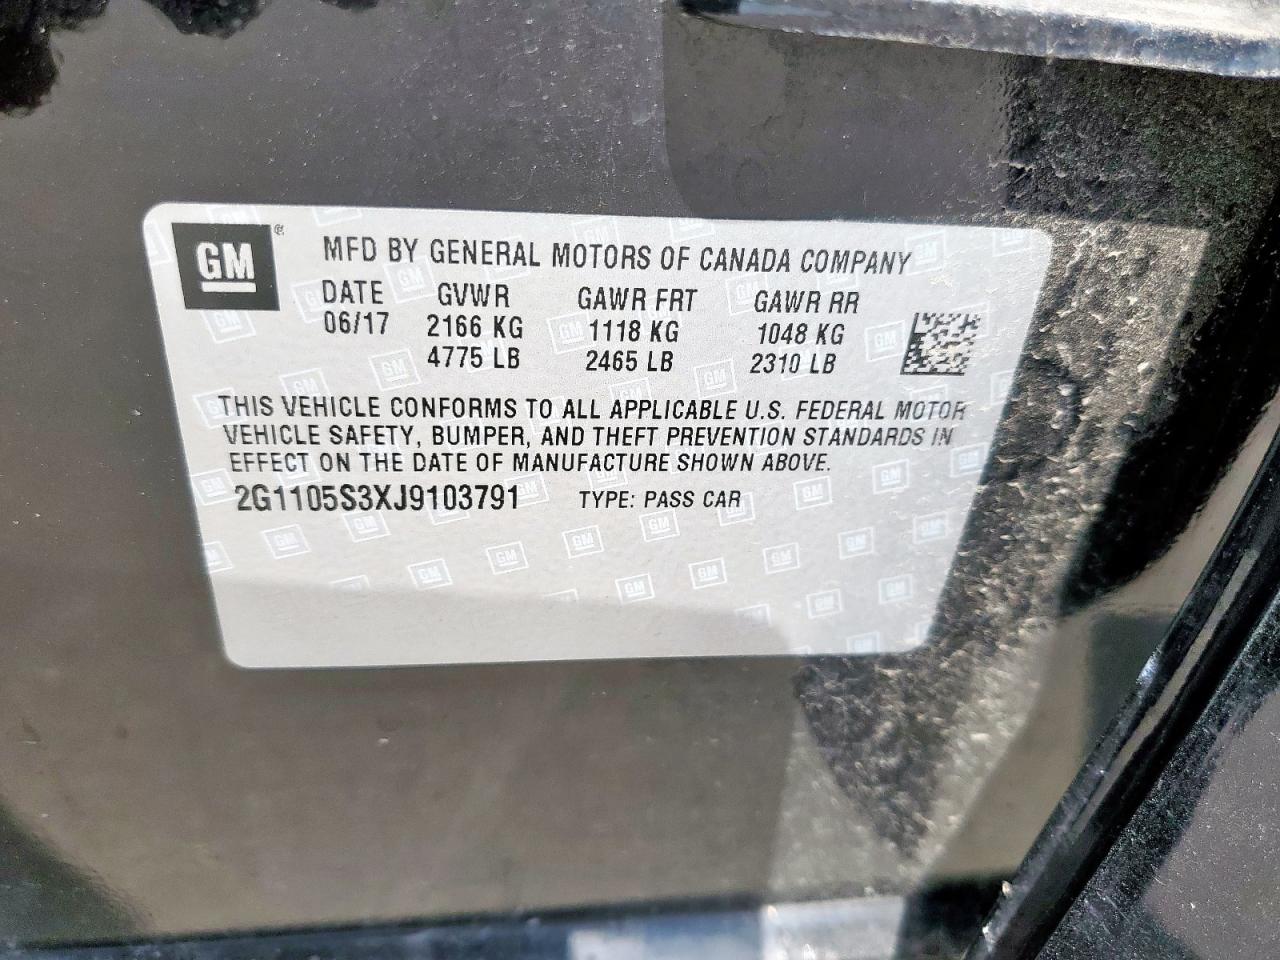 GM®
MFD BY GENERAL MOTORS OF CANADA COMPANY
DATE GVWR GAWR FRT GAWR RR
06/17 2166 KG 1118 KG 1048 KG
4775 LB 2465 LB 2310 LB
THIS VEHICLE CONFORMS TO ALL APPLICABLE U.S. FEDERAL MOTOR
VEHICLE SAFETY, BUMPER, AND THEFT PREVENTION STANDARDS IN
EFFECT ON THE DATE OF MANUFACTURE SHOWN ABOVE.
2G1105S3XJ9103791 TYPE: PASS CAR